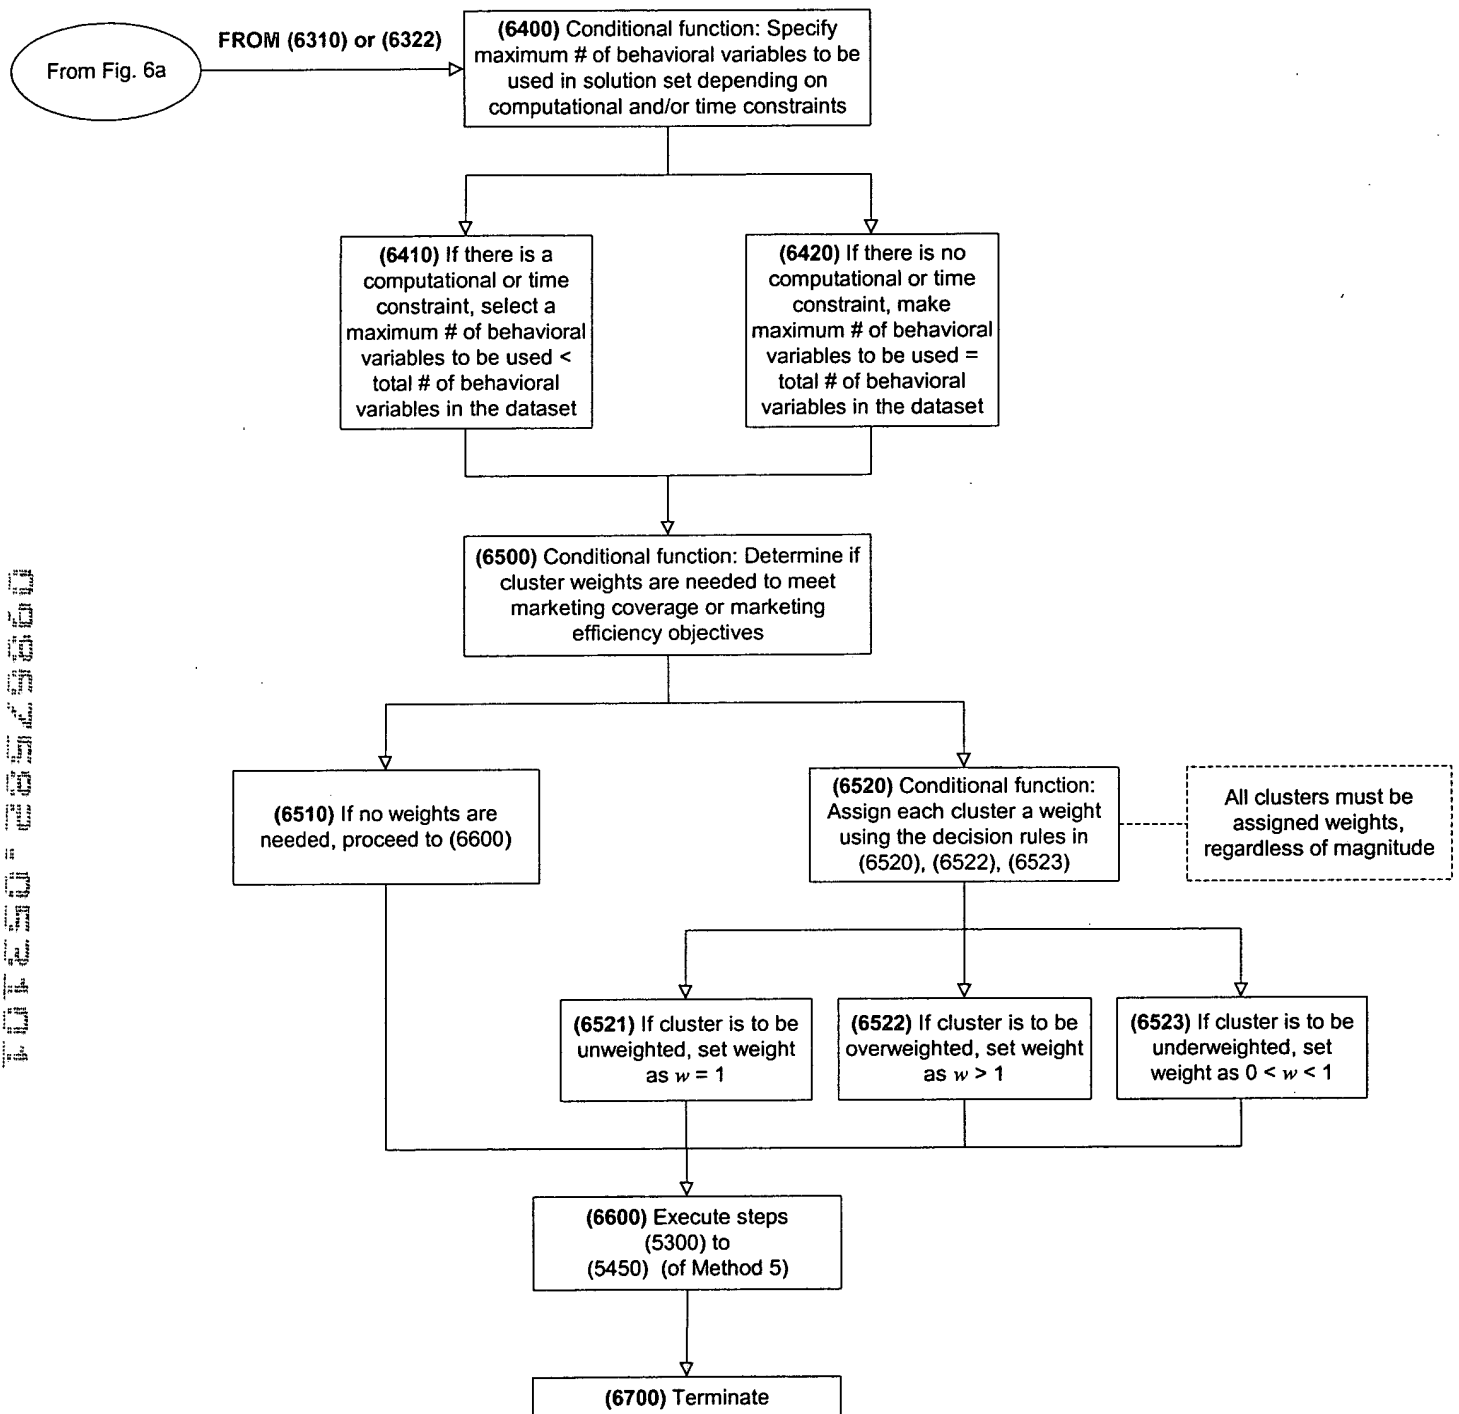 From Fig. 6a
FROM (6310) or (6322)
(6400) Conditional function: Specify
maximum # of behavioral variables to be
used in solution set depending on
computational and/or time constraints
(6410) If there is a
computational or time
constraint, select a
maximum # of behavioral
variables to be used <
total # of behavioral
variables in the dataset
(6420) If there is no
computational or time
constraint, make
maximum # of behavioral
variables to be used =
total # of behavioral
variables in the dataset
(6500) Conditional function: Determine if
cluster weights are needed to meet
marketing coverage or marketing
efficiency objectives
(6510) If no weights are
needed, proceed to (6600)
(6520) Conditional function:
Assign each cluster a weight
using the decision rules in
(6520), (6522), (6523)
All clusters must be
assigned weights,
regardless of magnitude
(6521) If cluster is to be
unweighted, set weight
as w = 1
(6522) If cluster is to be
overweighted, set weight
as w > 1
(6523) If cluster is to be
underweighted, set
weight as 0 < w < 1
(6600) Execute steps
(5300) to
(5450) (of Method 5)
(6700) Terminate
09867582.053101